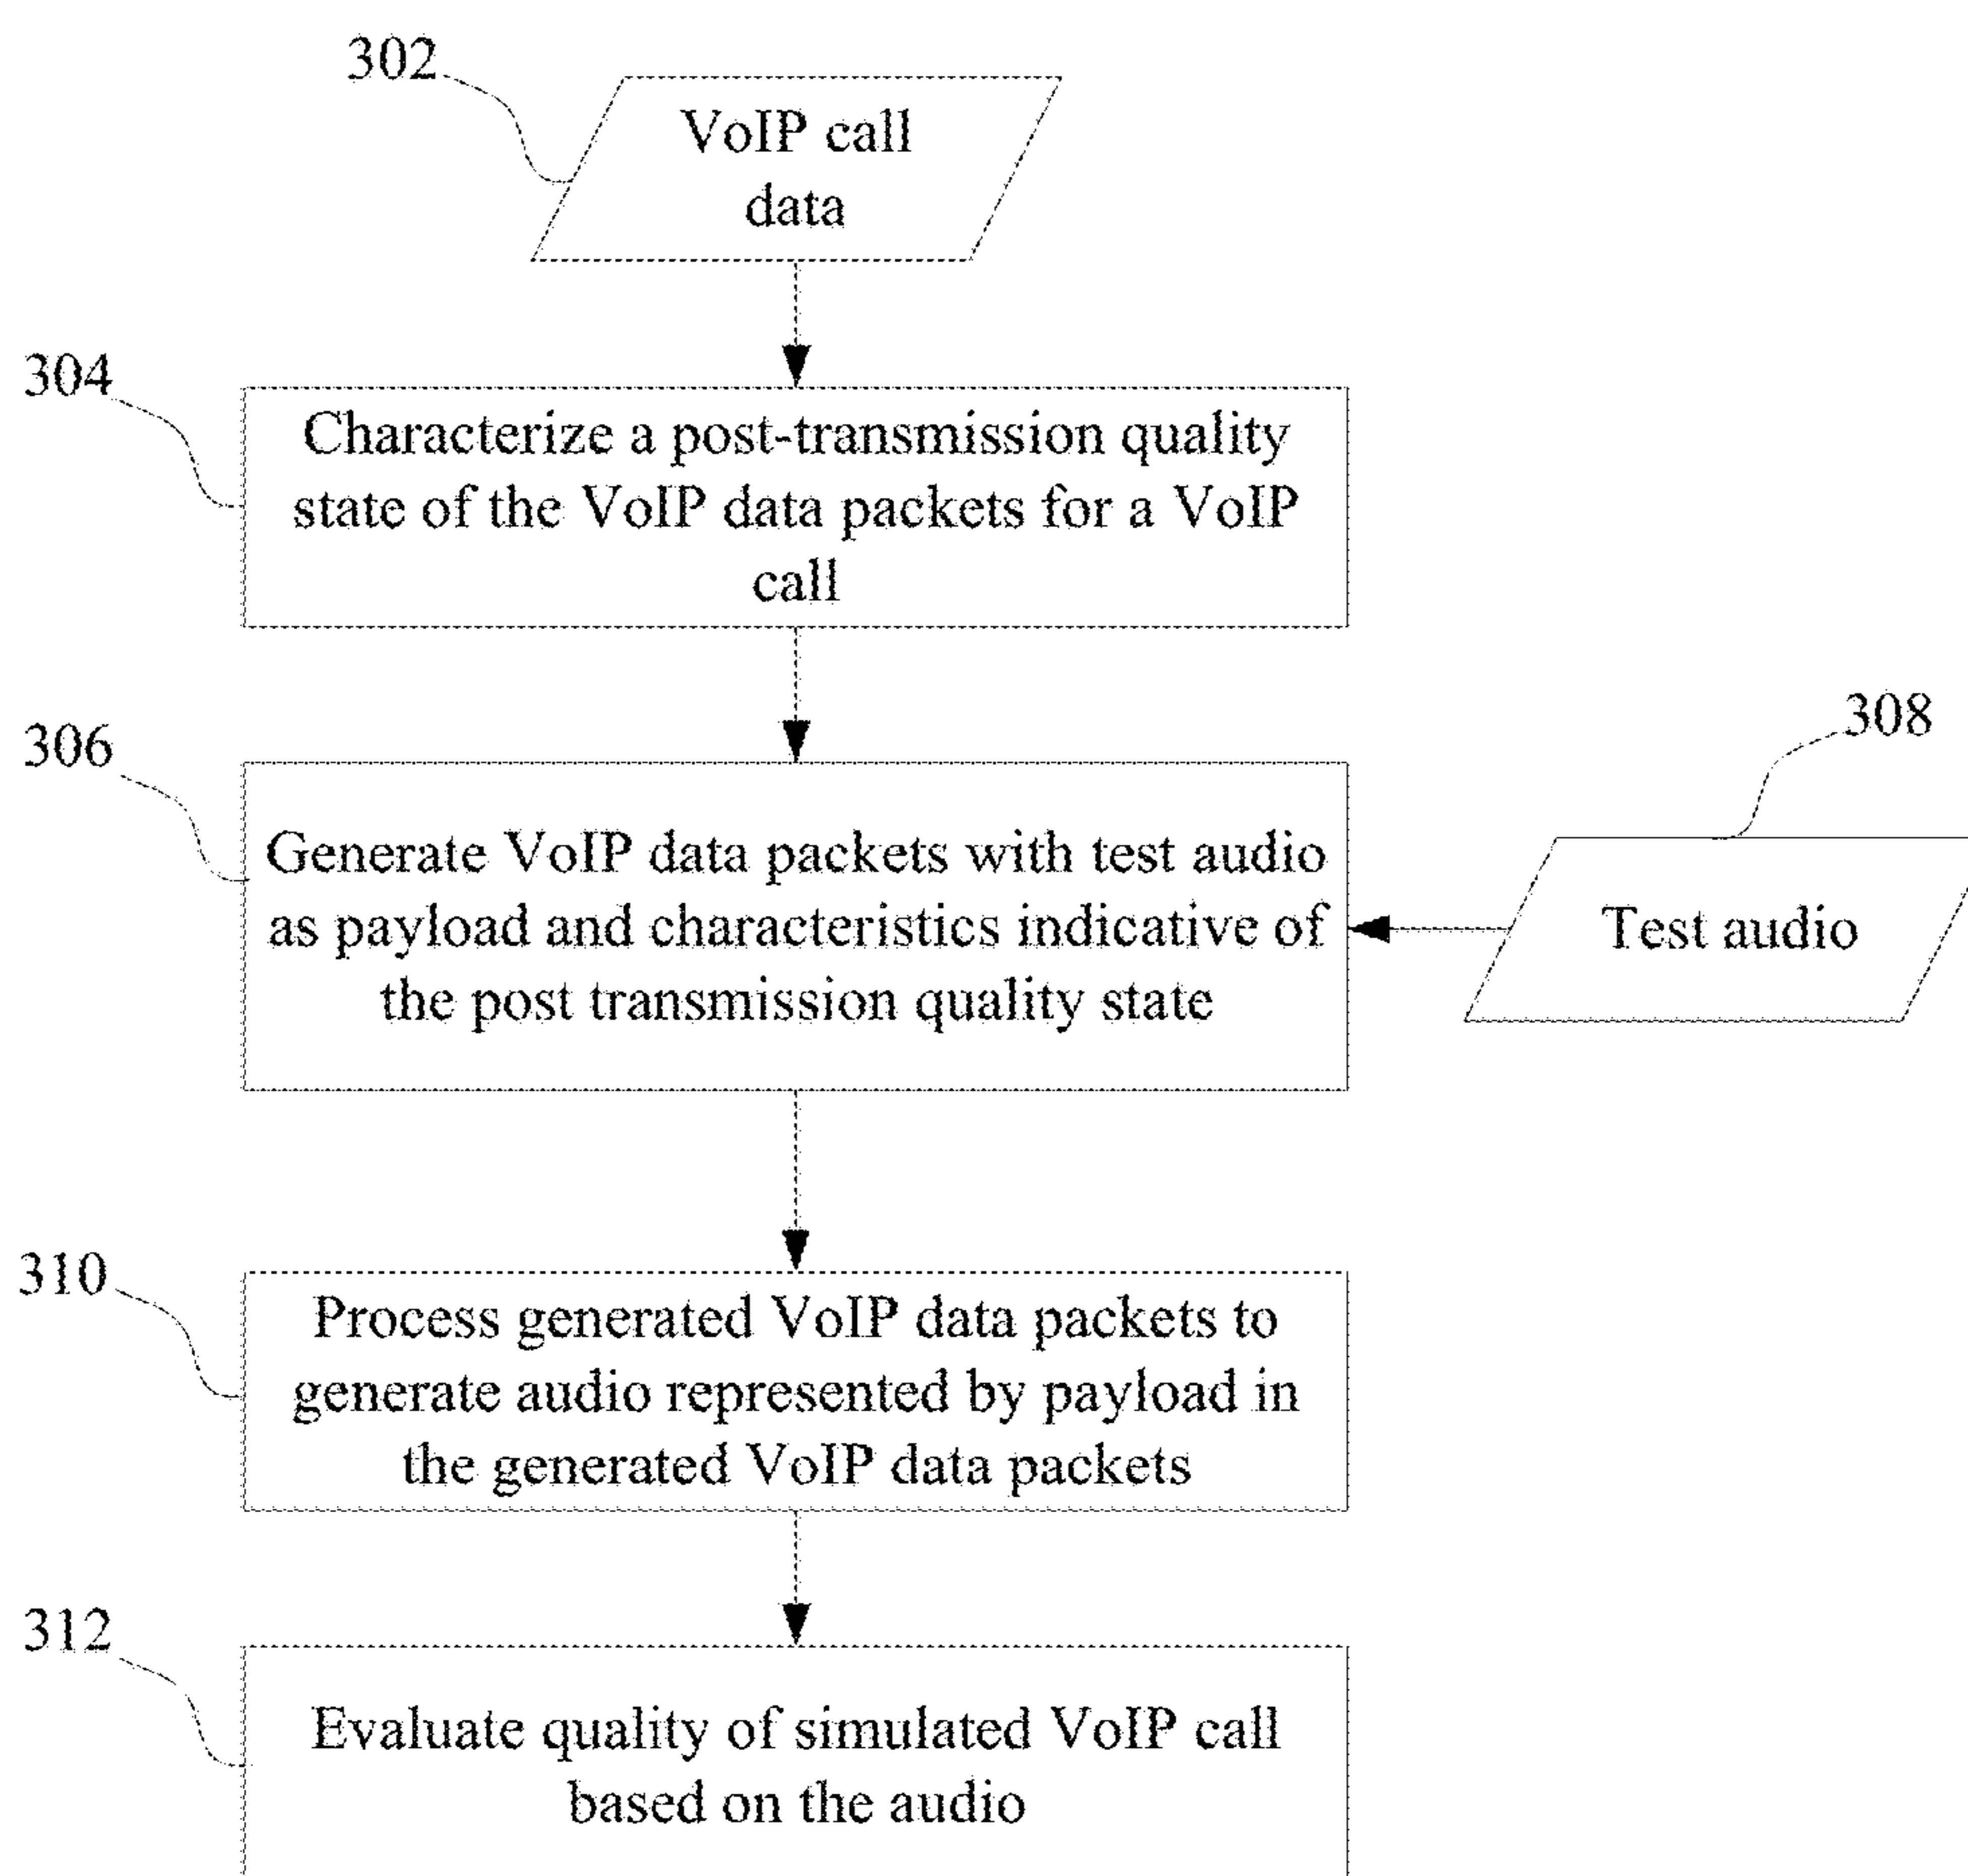 302
VoIP call
data
304
Characterize a post-transmission quality
state of the VoIP data packets for a VoIP
call
306
308
Generate VoIP data packets with test audio
as payload and characteristics indicative of
the post transmission quality state
Test audio
310
Process generated VoIP data packets to
generate audio represented by payload in
the generated VoIP data packets
312
Evaluate quality of simulated VoIP call
based on the audio